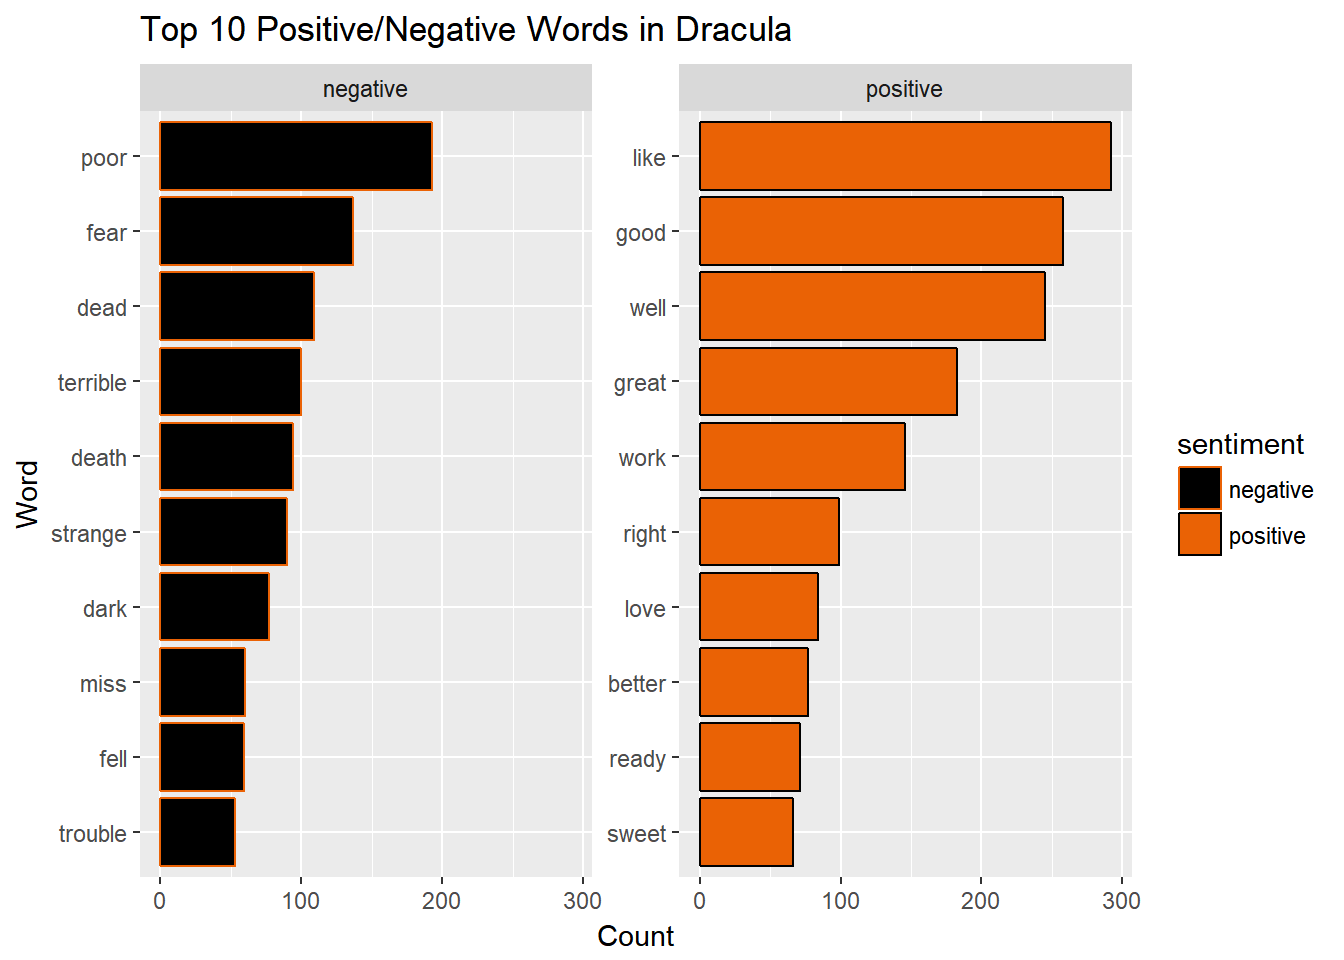 Top 10 Positive/Negative Words in Dracula
negative
positive
poor
fear
dead
terrible
death
strange
dark
miss
fell
trouble
like
good
well
great
work
right
love
better
ready
sweet
0 100 200 300
0 100 200 300
Count
Word
sentiment
negative
positive